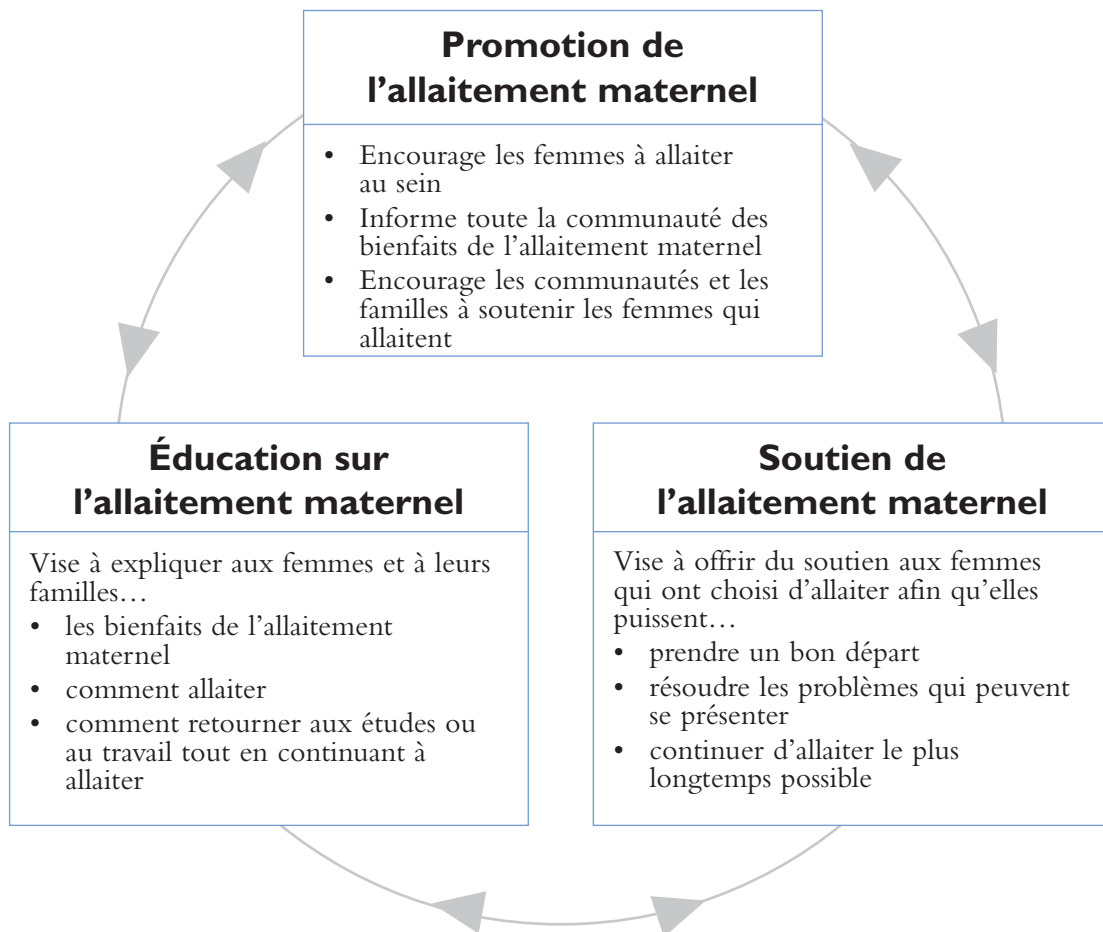 Promotion de
l’allaitement maternel
• Encourage les femmes à allaiter
au sein
• Informe toute la communauté des
bienfaits de l’allaitement maternel
• Encourage les communautés et les
familles à soutenir les femmes qui
allaitent
Éducation sur
l’allaitement maternel
Vise à expliquer aux femmes et à leurs
familles…
• les bienfaits de l’allaitement
maternel
• comment allaiter
• comment retourner aux études ou
au travail tout en continuant à
allaiter
Soutien de
l’allaitement maternel
Vise à offrir du soutien aux femmes
qui ont choisi d’allaiter afin qu’elles
puissent…
• prendre un bon départ
• résoudre les problèmes qui peuvent
se présenter
• continuer d’allaiter le plus
longtemps possible